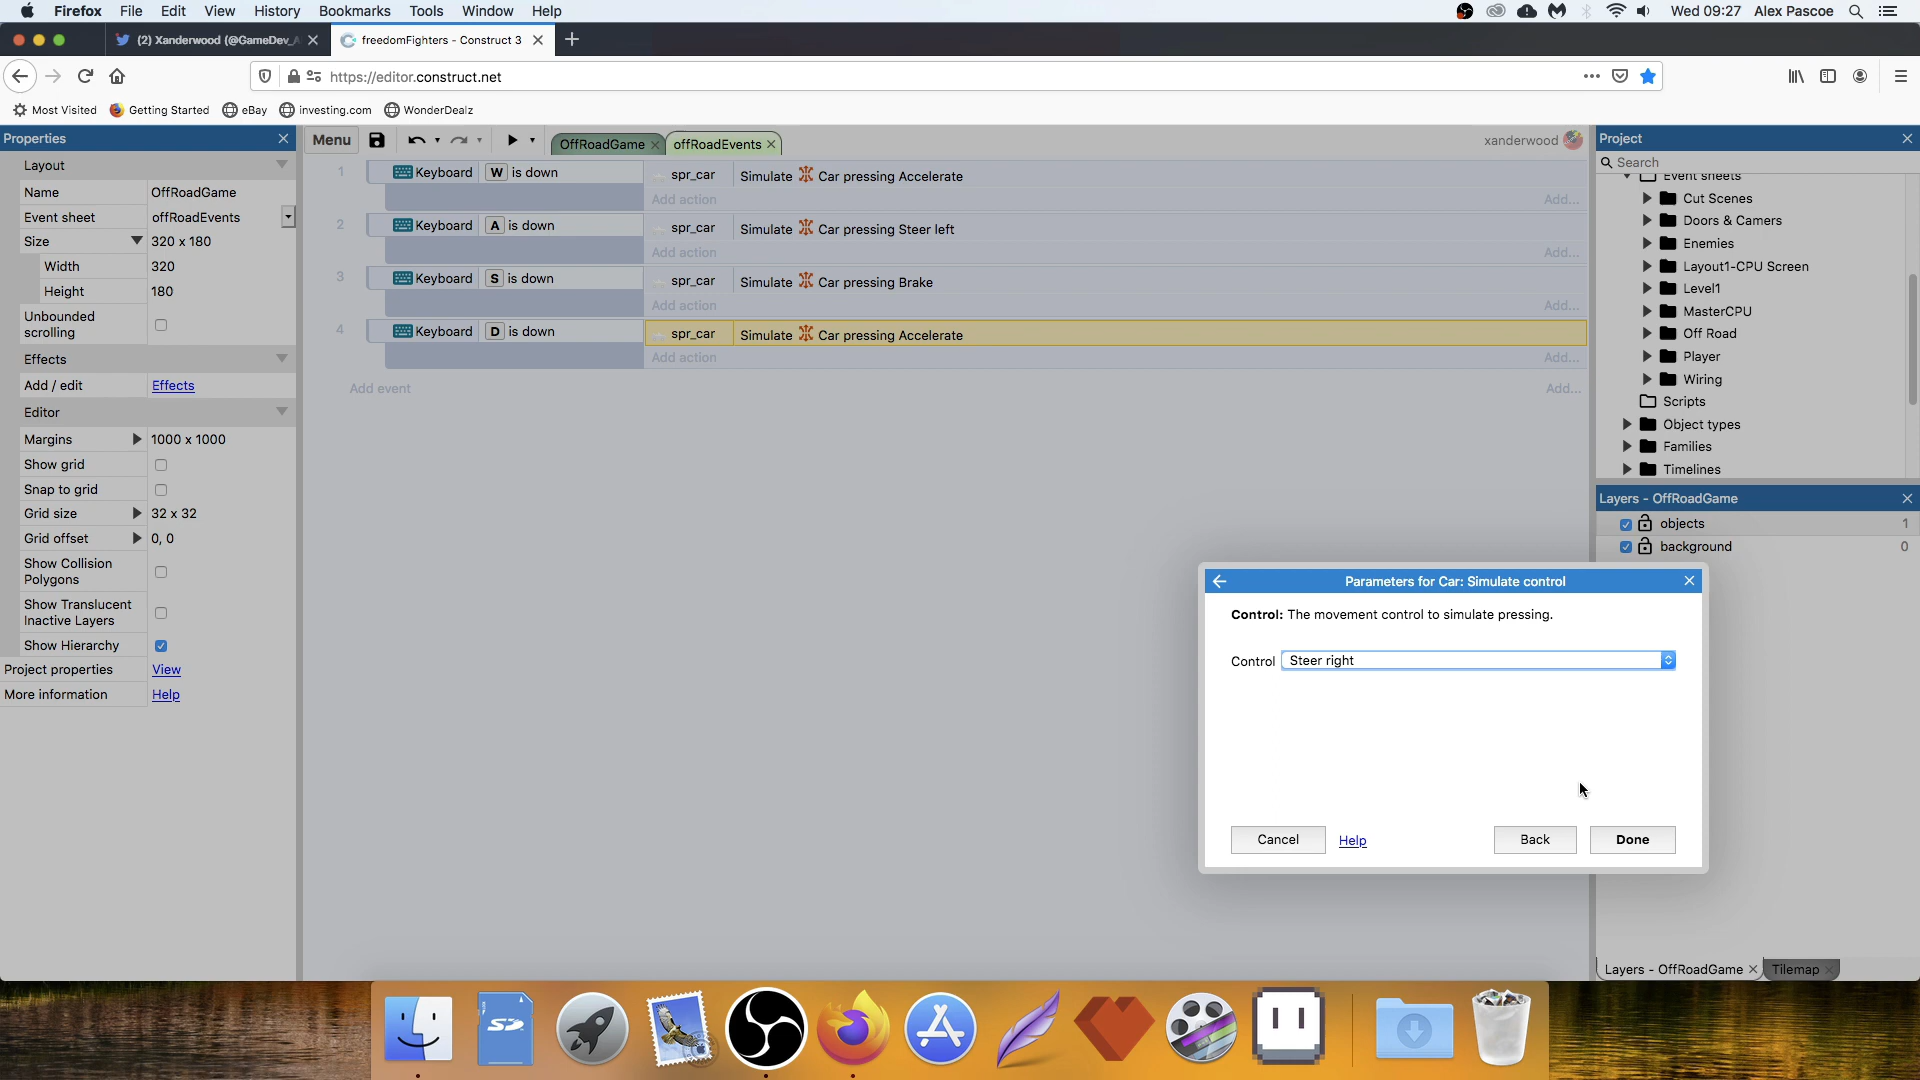 Firefox File Edit View History Bookmarks Tools Window Help Wed 09:27 Alex Pascoe
(2) Xanderwood (@GameDev_ freedomFighters - Construct 3
https://editor.construct.net
Most Visited Getting Started eBay investing.com WonderDealz
Properties
Layout
Name OffRoadGame
Event sheet offRoadEvents
Size 320 x 180
Width 320
Height 180
Unbounded
scrolling
Effects
Add / edit Effects
Editor
Margins 1000 x 1000
Show grid
Snap to grid
Grid size 32 x 32
Grid offset 0, 0
Show Collision
Polygons
Show Translucent
Inactive Layers
Show Hierarchy
Project properties View
More information Help
Menu OffRoadGame offRoadEvents xanderwood
1 Keyboard W is down spr_car Simulate Car pressing Accelerate
Add action Add...
2 Keyboard A is down spr_car Simulate Car pressing Steer left
Add action Add...
3 Keyboard S is down spr_car Simulate Car pressing Brake
Add action Add...
4 Keyboard D is down spr_car Simulate Car pressing Accelerate
Add action Add...
Add event Add...
Project
Search
Event sheets
Cut Scenes
Doors & Camers
Enemies
Layout1-CPU Screen
Level1
MasterCPU
Off Road
Player
Wiring
Scripts
Object types
Families
Timelines
Layers - OffRoadGame
objects 1
background 0
Parameters for Car: Simulate control
Control: The movement control to simulate pressing.
Control Steer right
Cancel Help Back Done
Layers - OffRoadGame Tilemap
SD